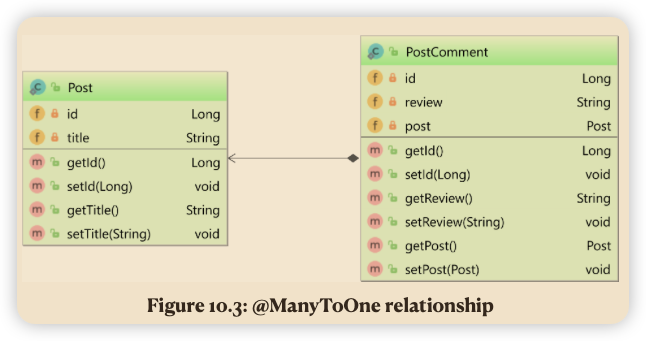 C Post
f id Long
f title String
m getId() Long
m setId(Long) void
m getTitle() String
m setTitle(String) void
C PostComment
f id Long
f review String
f post Post
m getId() Long
m setId(Long) void
m getReview() String
m setReview(String) void
m getPost() Post
m setPost(Post) void
Figure 10.3: @ManyToOne relationship